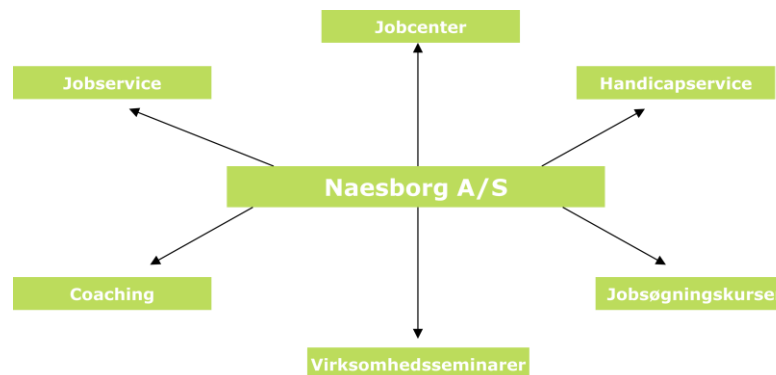 Jobcenter
Jobservice
Handicapservice
Naesborg A/S
Coaching
Jobsøgningskurse
Virksomhedsseminarer